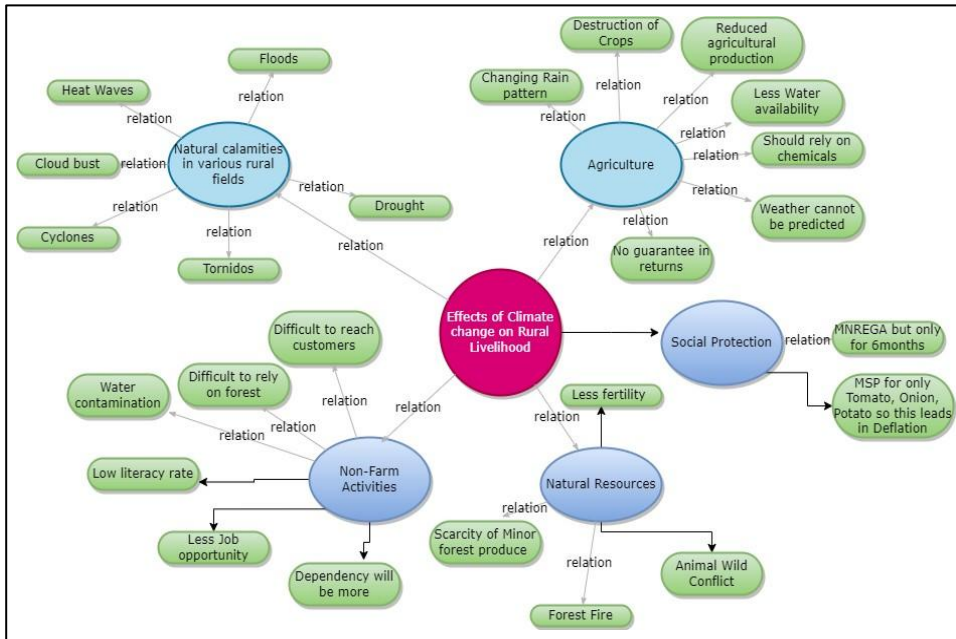 Floods
relation
Heat Waves
relation
Natural calamities
in various rural
fields
Cloud bust
relation
relation
Drought
relation
Cyclones
relation
Tornidos
relation
Destruction of
Crops
Reduced
agricultural
production
Changing Rain
pattern
relation
relation
relation
Less Water
availability
relation
Agriculture
Should rely on
chemicals
relation
relation
Weather cannot
be predicted
relation
No guarantee in
returns
relation
Effects of Climate
change on Rural
Livelihood
Social Protection
relation
MNREGA but only
for 6months
MSP for only
Tomato, Onion,
Potato so this leads
in Deflation
Difficult to reach
customers
relation
Difficult to rely
on forest
relation
Water
contamination
relation
relation
Low literacy rate
Non-Farm
Activities
Less Job
opportunity
Dependency will
be more
relation
Less fertility
Natural Resources
relation
Scarcity of Minor
forest produce
relation
Animal Wild
Conflict
Forest Fire